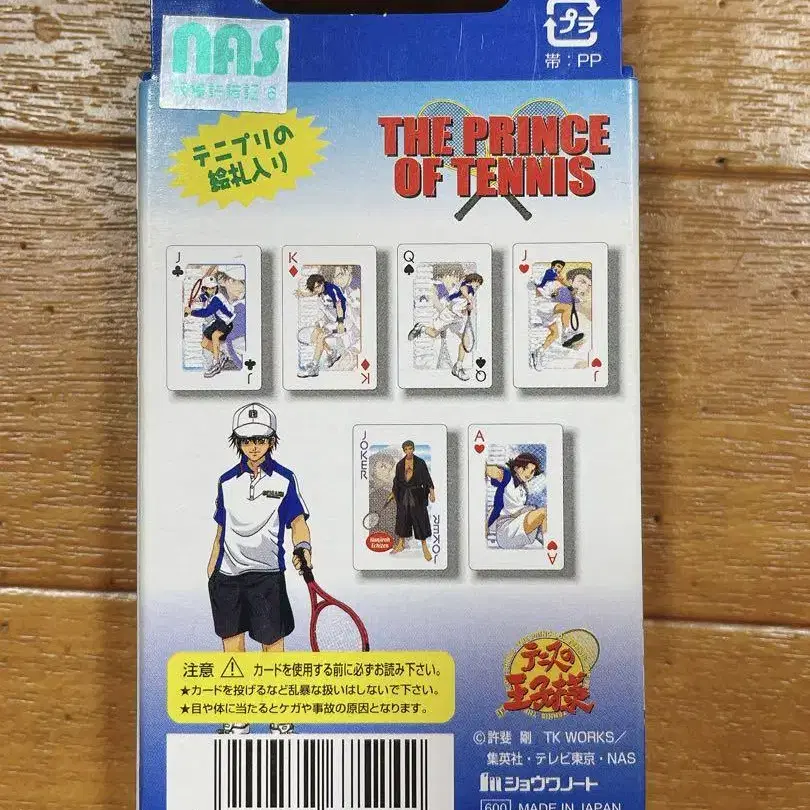 nas
プラ
帯：PP
テニプリの
絵札入り
THE PRINCE
OF TENNIS
J
J
K
K
Q
Q
J
J
JOKER
Nanjiroh
Echizen
JOKER
A
A
注意 ⚠ カードを使用する前に必ずお読み下さい。
★カードを投げるなど乱暴な扱いはしないで下さい。
★目や体に当たるとケガや事故の原因となります。
テニスの
王子様
©許斐 剛 TK WORKS／
集英社・テレビ東京・NAS
ショウワノート
600 MADE IN JAPAN